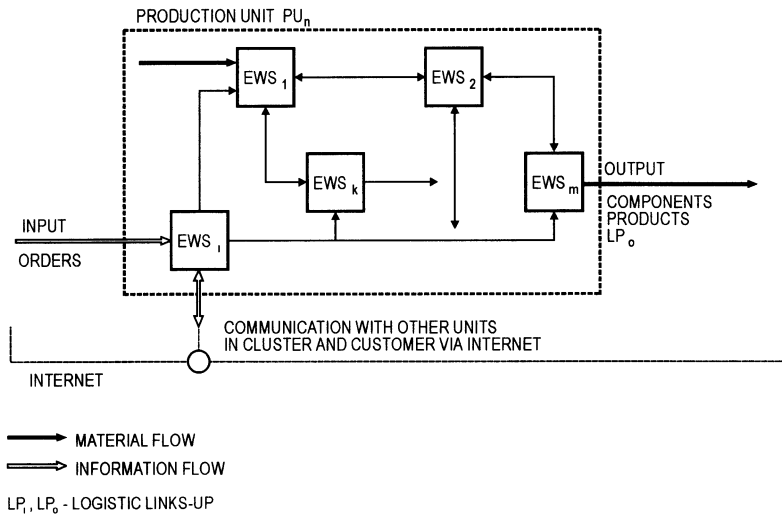 PRODUCTION UNIT PUn
EWS 1
EWS 2
EWS k
EWS m
OUTPUT
COMPONENTS
PRODUCTS
LP o
INPUT
ORDERS
EWS I
COMMUNICATION WITH OTHER UNITS
IN CLUSTER AND CUSTOMER VIA INTERNET
INTERNET
MATERIAL FLOW
INFORMATION FLOW
LPI , LPo - LOGISTIC LINKS-UP